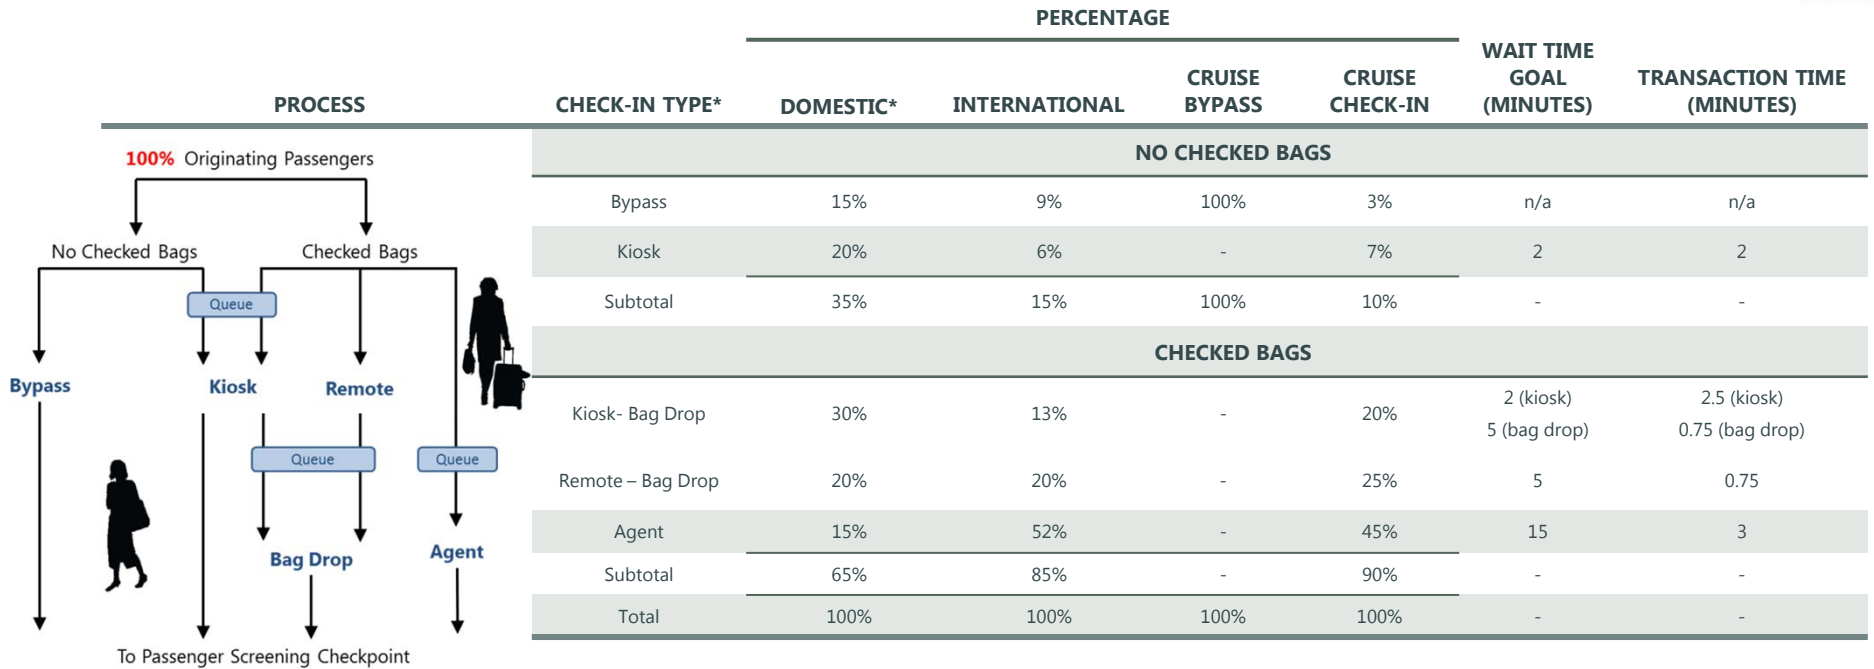 PERCENTAGE
PROCESS
CHECK-IN TYPE*
DOMESTIC*
INTERNATIONAL
CRUISE
BYPASS
CRUISE
CHECK-IN
WAIT TIME
GOAL
(MINUTES)
TRANSACTION TIME
(MINUTES)
100% Originating Passengers
No Checked Bags
Checked Bags
Queue
Bypass
Kiosk
Remote
Queue
Queue
Bag Drop
Agent
To Passenger Screening Checkpoint
NO CHECKED BAGS
Bypass 15% 9% 100% 3% n/a n/a
Kiosk 20% 6% - 7% 2 2
Subtotal 35% 15% 100% 10% - -
CHECKED BAGS
Kiosk- Bag Drop 30% 13% - 20% 2 (kiosk) 2.5 (kiosk)
5 (bag drop) 0.75 (bag drop)
Remote – Bag Drop 20% 20% - 25% 5 0.75
Agent 15% 52% - 45% 15 3
Subtotal 65% 85% - 90% - -
Total 100% 100% 100% 100% - -